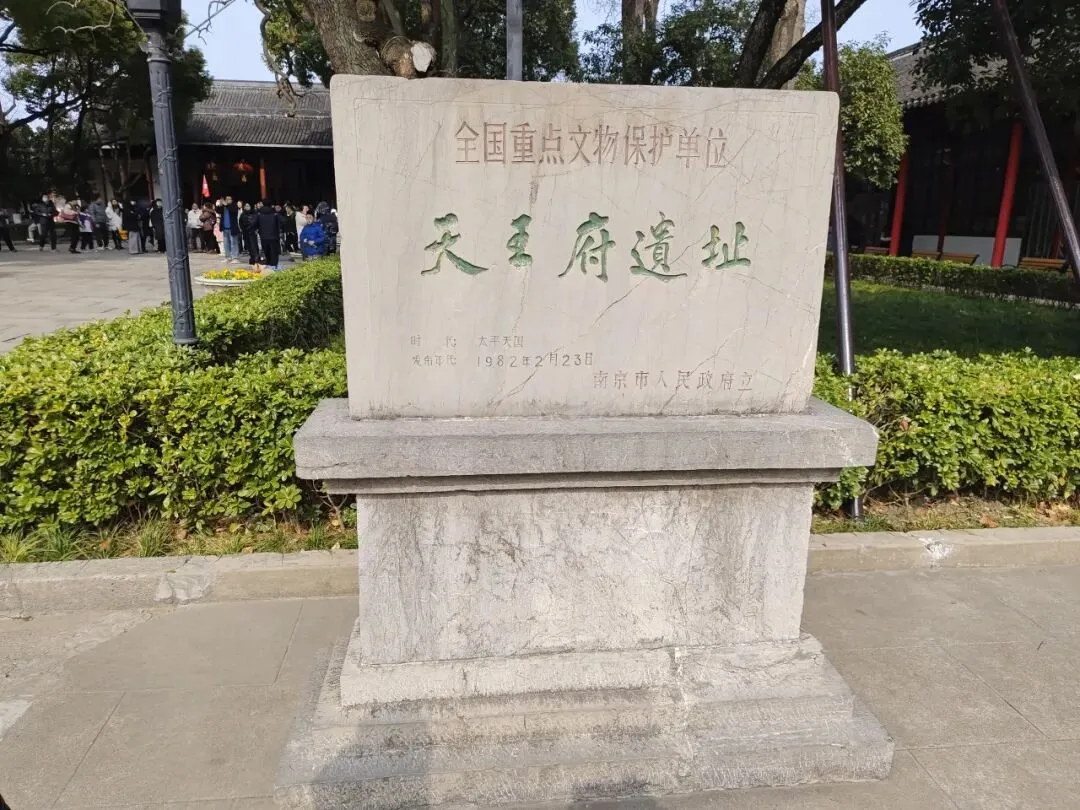 全国重点文物保护单位
天王府遗址
时 代: 太平天国
发布年代: 1982年2月23日
南京市人民政府立